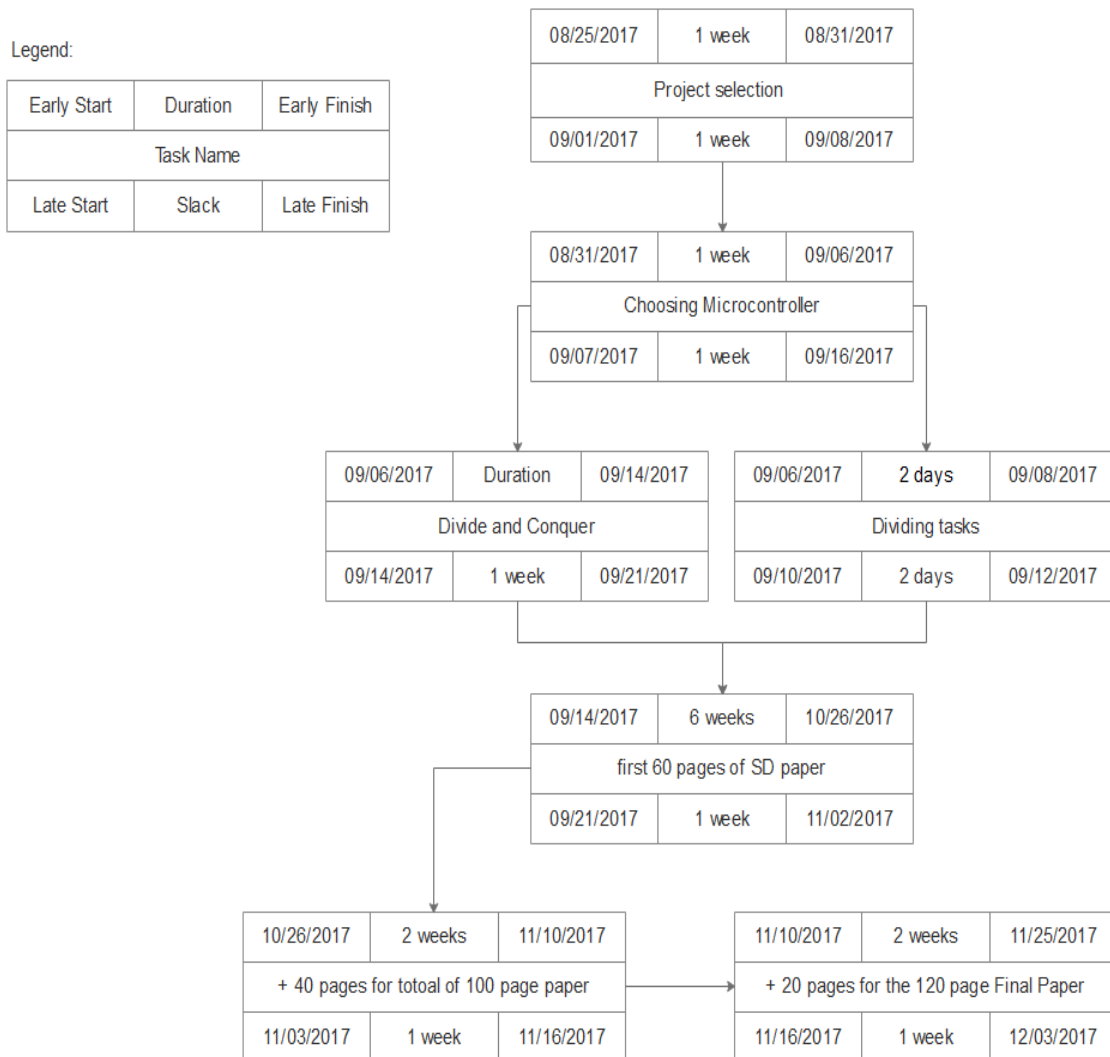 Legend:
Early Start Duration Early Finish
Task Name
Late Start Slack Late Finish
08/25/2017 1 week 08/31/2017
Project selection
09/01/2017 1 week 09/08/2017
08/31/2017 1 week 09/06/2017
Choosing Microcontroller
09/07/2017 1 week 09/16/2017
09/06/2017 Duration 09/14/2017
Divide and Conquer
09/14/2017 1 week 09/21/2017
09/06/2017 2 days 09/08/2017
Dividing tasks
09/10/2017 2 days 09/12/2017
09/14/2017 6 weeks 10/26/2017
first 60 pages of SD paper
09/21/2017 1 week 11/02/2017
10/26/2017 2 weeks 11/10/2017
+ 40 pages for totoal of 100 page paper
11/03/2017 1 week 11/16/2017
11/10/2017 2 weeks 11/25/2017
+ 20 pages for the 120 page Final Paper
11/16/2017 1 week 12/03/2017